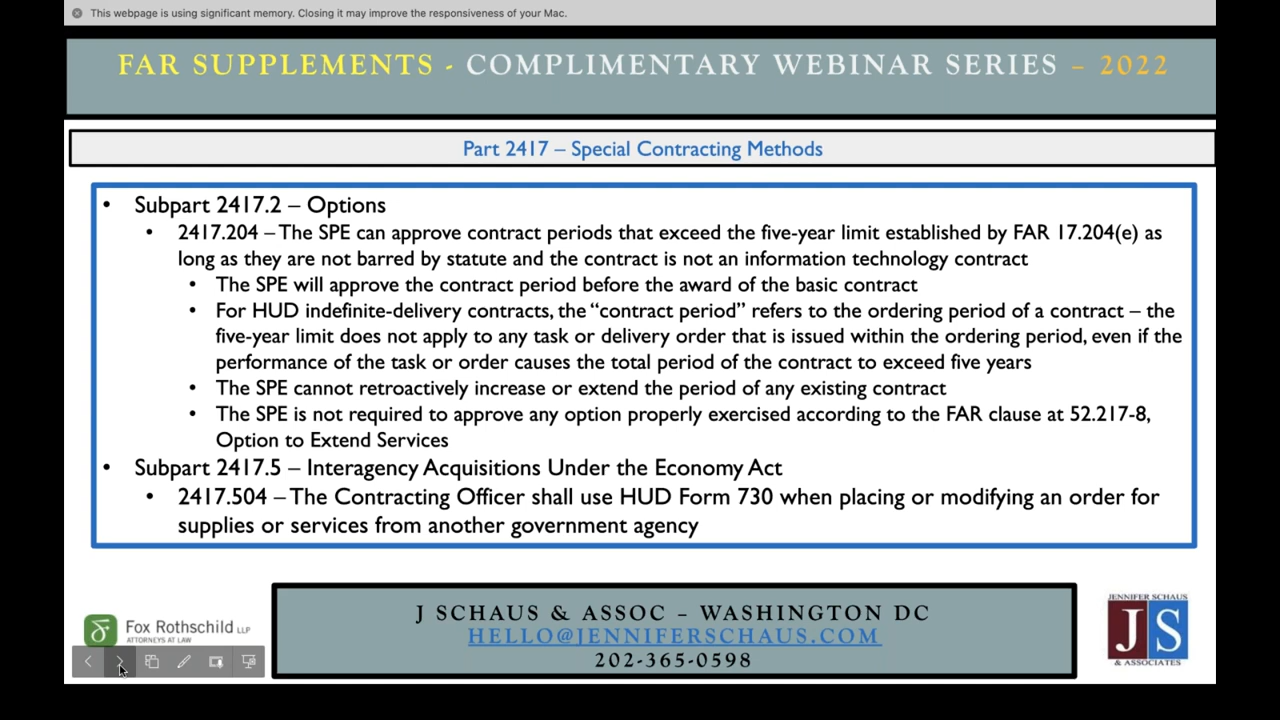 This webpage is using significant memory. Closing it may improve the responsiveness of your Mac.
FAR SUPPLEMENTS - COMPLIMENTARY WEBINAR SERIES – 2022
Part 2417 – Special Contracting Methods
• Subpart 2417.2 – Options
• 2417.204 – The SPE can approve contract periods that exceed the five-year limit established by FAR 17.204(e) as
long as they are not barred by statute and the contract is not an information technology contract
• The SPE will approve the contract period before the award of the basic contract
• For HUD indefinite-delivery contracts, the “contract period” refers to the ordering period of a contract – the
five-year limit does not apply to any task or delivery order that is issued within the ordering period, even if the
performance of the task or order causes the total period of the contract to exceed five years
• The SPE cannot retroactively increase or extend the period of any existing contract
• The SPE is not required to approve any option properly exercised according to the FAR clause at 52.217-8,
Option to Extend Services
• Subpart 2417.5 – Interagency Acquisitions Under the Economy Act
• 2417.504 – The Contracting Officer shall use HUD Form 730 when placing or modifying an order for
supplies or services from another government agency
Fox Rothschild LLP
ATTORNEYS AT LAW
J SCHAUS & ASSOC – WASHINGTON DC
HELLO@JENNIFERSCHAUS.COM
202-365-0598
JENNIFER SCHAUS
JS
& ASSOCIATES